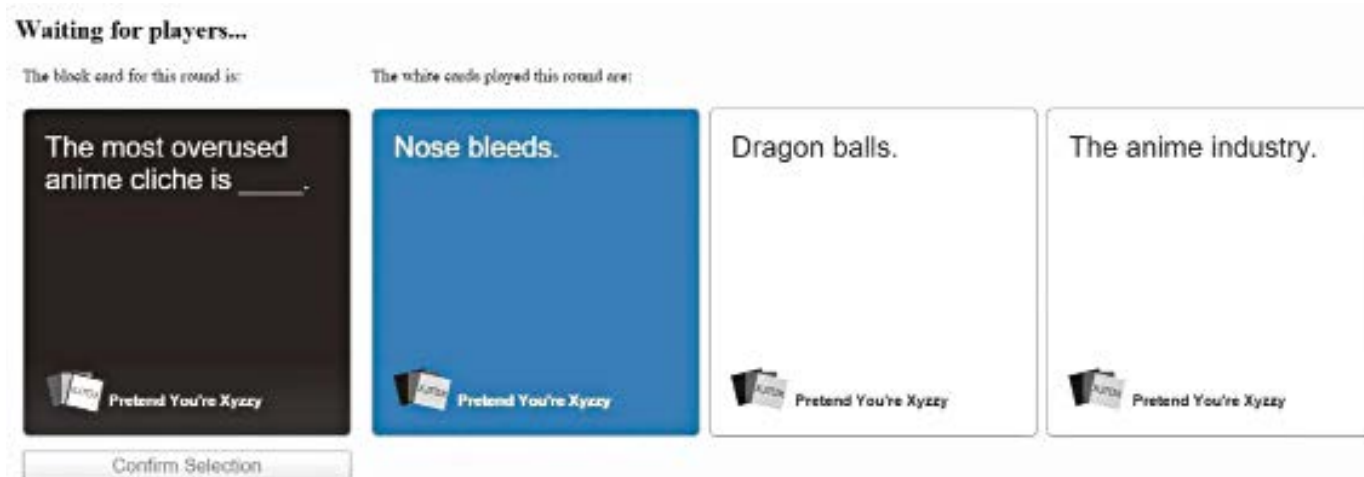 Waiting for players...
The black card for this round is:
The white cards played this round are:
The most overused
anime cliche is ____.
Pretend You're Xyzzy
Confirm Selection
Nose bleeds.
Pretend You're Xyzzy
Dragon balls.
Pretend You're Xyzzy
The anime industry.
Pretend You're Xyzzy